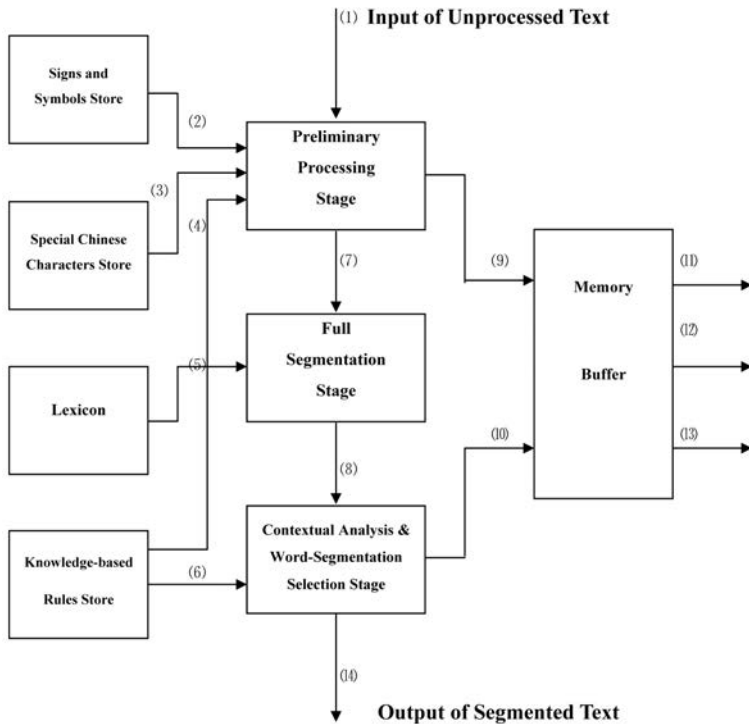 (1) Input of Unprocessed Text
Signs and
Symbols Store
(2)
Preliminary
Processing
Stage
(3)
(4)
Special Chinese
Characters Store
(7)
(9)
(11)
Memory
Buffer
(12)
Full
Segmentation
Stage
(5)
Lexicon
(8)
(10)
(13)
Contextual Analysis &
Word-Segmentation
Selection Stage
Knowledge-based
Rules Store
(6)
(14)
Output of Segmented Text